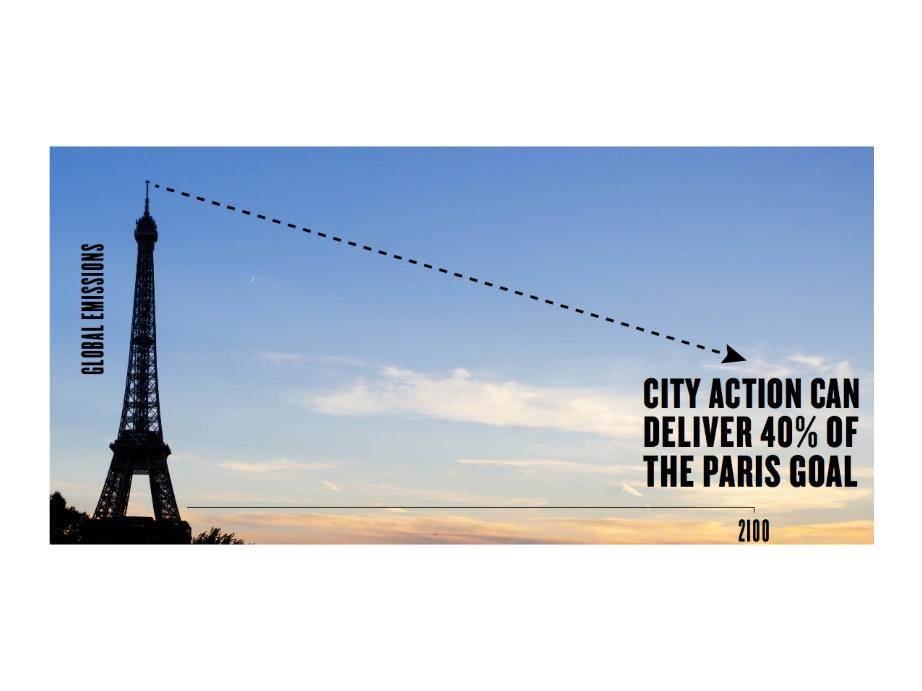 GLOBAL EMISSIONS
CITY ACTION CAN
DELIVER 40% OF
THE PARIS GOAL
2100